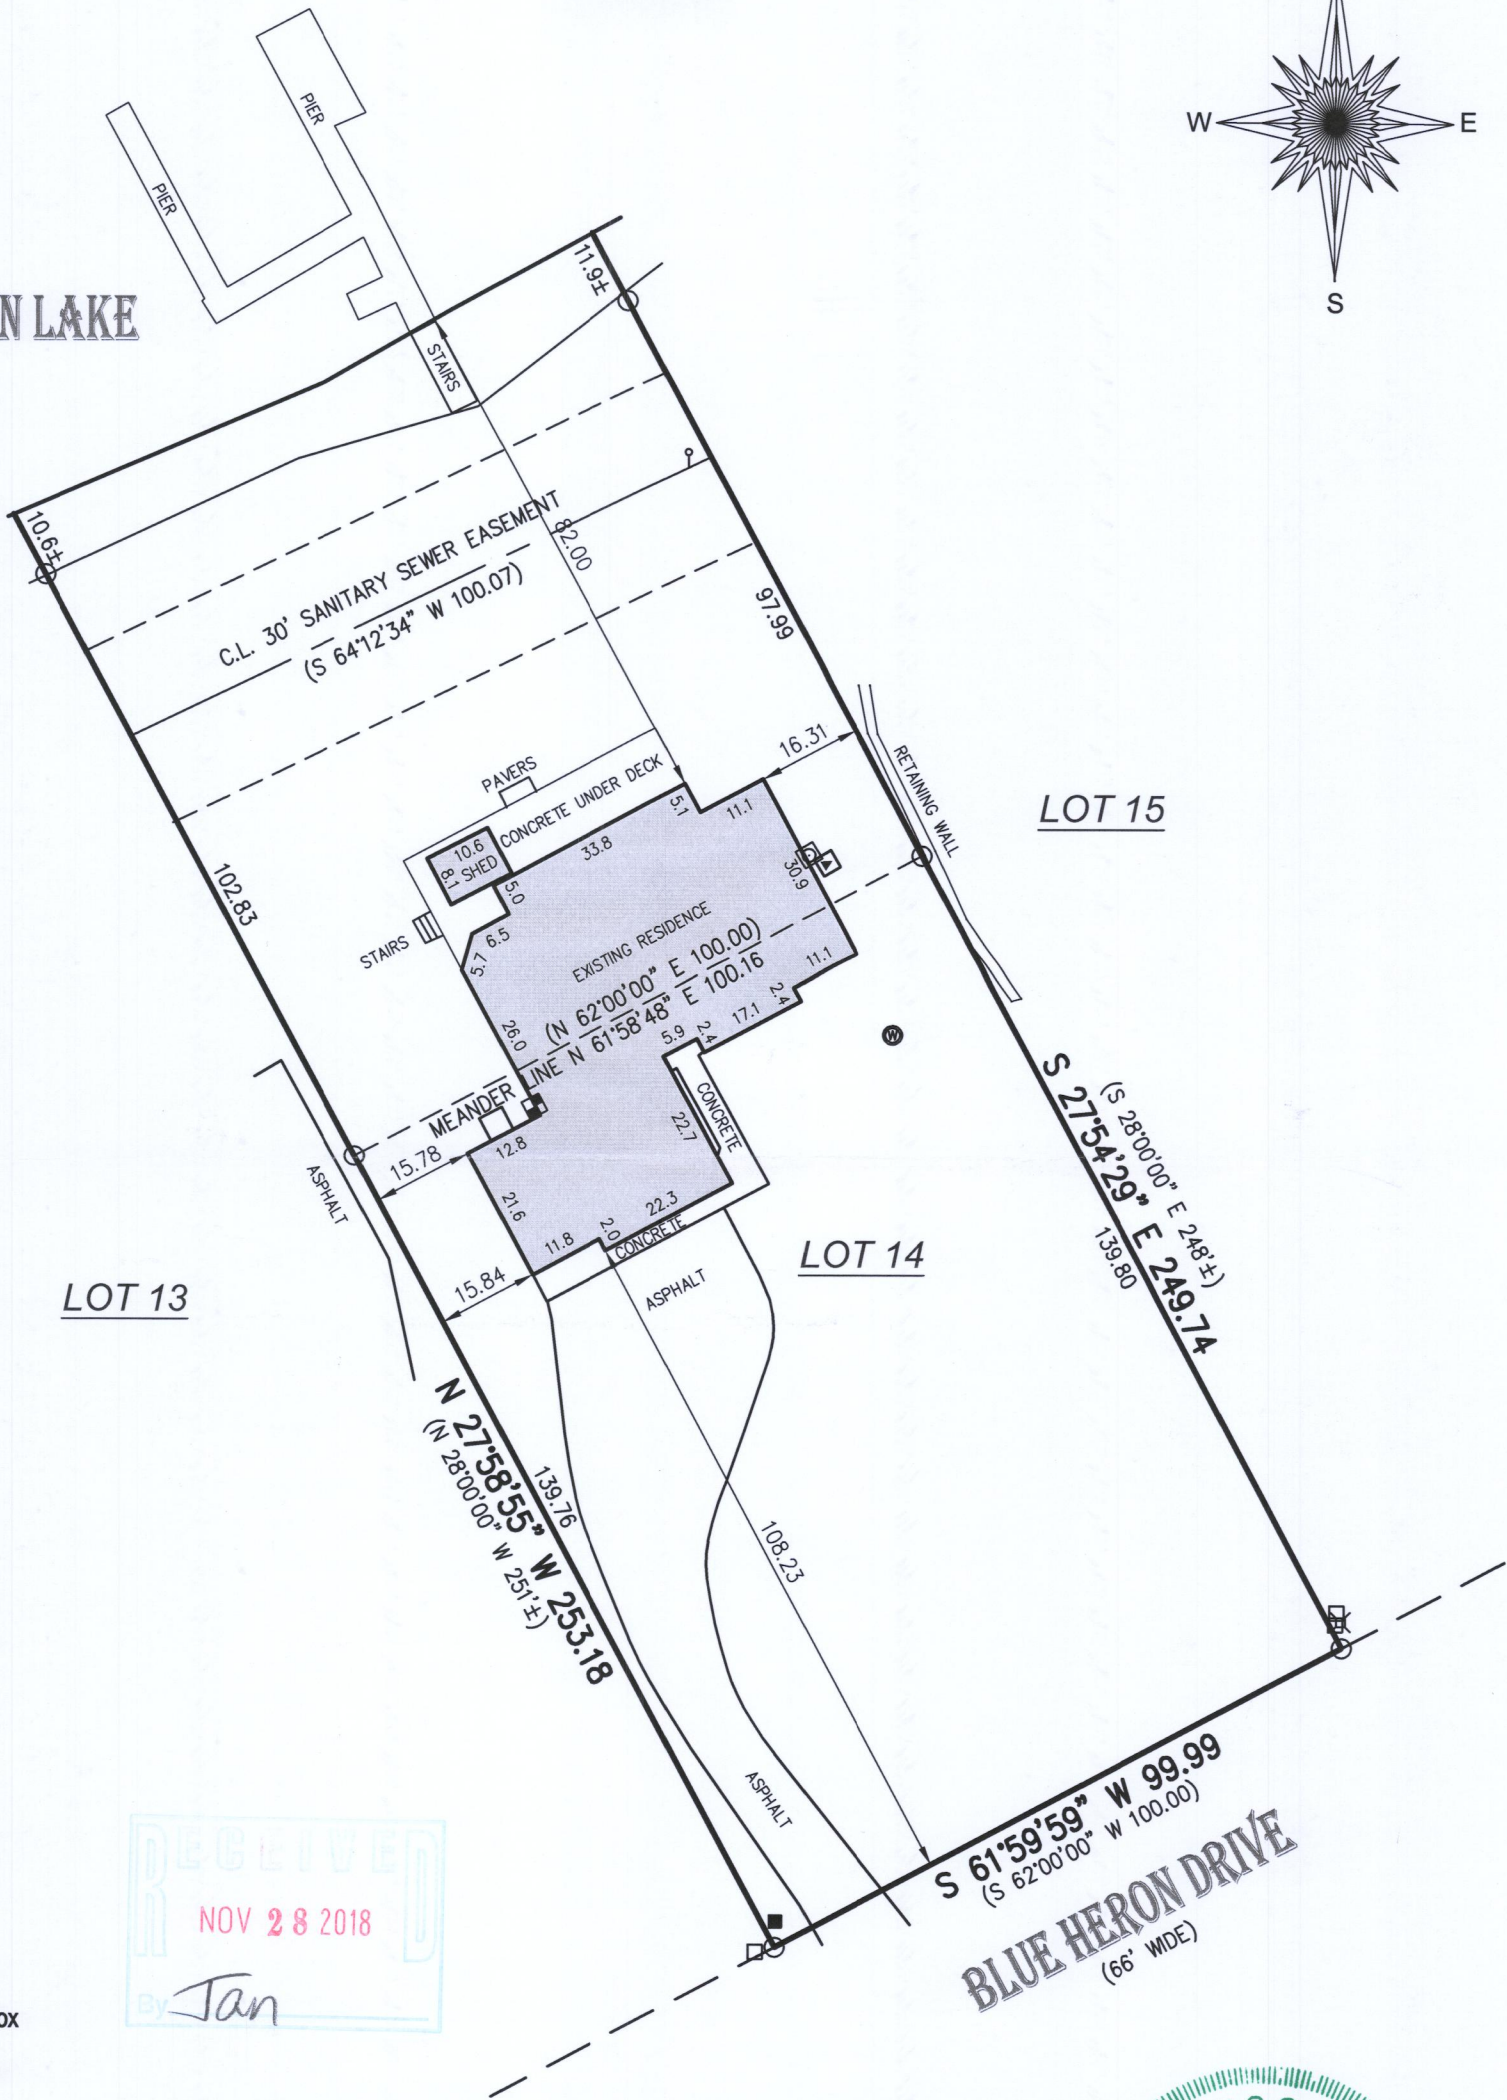 W
E
S
PIER
PIER
N LAKE
11.9±
STAIRS
10.6±
C.L. 30' SANITARY SEWER EASEMENT
(S 64°12'34" W 100.07)
82.00
97.99
16.31
RETAINING WALL
LOT 15
PAVERS
CONCRETE UNDER DECK
5.1
11.1
33.8
10.6
8.1
SHED
5.0
30.9
102.83
6.5
5.7
STAIRS
EXISTING RESIDENCE
(N 62°00'00" E 100.00)
MEANDER LINE N 61°58'48" E 100.16
11.1
2.4
17.1
2.4
5.9
26.0
W
CONCRETE
22.7
12.8
15.78
21.6
ASPHALT
22.3
2.0
11.8
CONCRETE
15.84
ASPHALT
LOT 14
LOT 13
(S 28°00'00" E 248'±)
S 27°54'29" E 249.74
139.80
N 27°58'55" W 253.18
(N 28°00'00" W 251'±)
139.76
108.23
ASPHALT
S 61°59'59" W 99.99
(S 62°00'00" W 100.00)
BLUE HERON DRIVE
(66' WIDE)
RECEIVED
NOV 28 2018
By Jan
OX